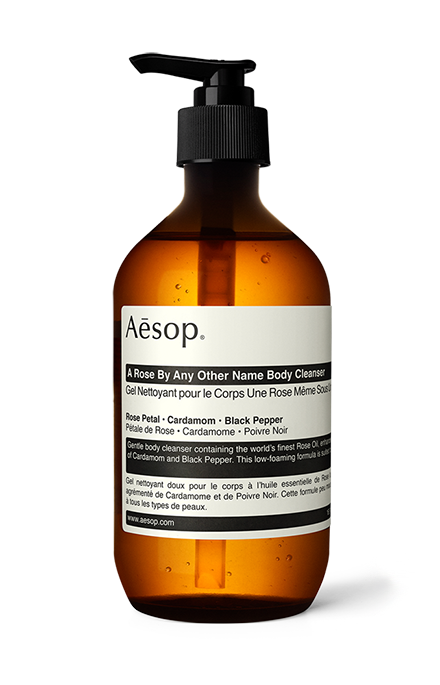 Aēsop®
A Rose By Any Other Name Body Cleanser
Gel Nettoyant pour le Corps Une Rose Même Sous
Rose Petal • Cardamom • Black Pepper
Pétale de Rose • Cardamome • Poivre Noir
Gentle body cleanser containing the world's finest Rose Oil,
of Cardamom and Black Pepper. This low-foaming formula is
Gel nettoyant doux pour le corps à l'huile essentielle de Rose
agrémenté de Cardamome et de Poivre Noir. Cette formule peu
à tous les types de peaux.
www.aesop.com